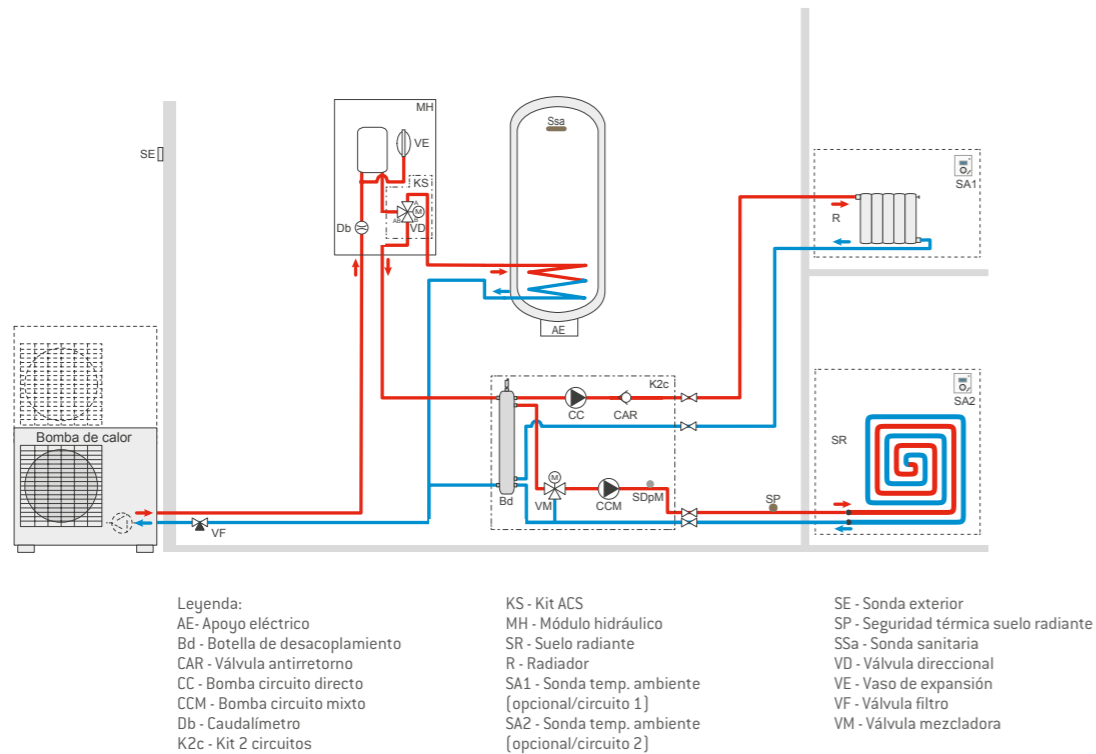 MH
Ssa
VE
SE
SA1
KS
A
M
R
Db
AB
B
VD
AE
K2c
SA2
CC
CAR
Bomba de calor
SR
M
SDpM
SP
Bd
VM
CCM
VF
Leyenda:
AE- Apoyo eléctrico
Bd - Botella de desacoplamiento
CAR - Válvula antirretorno
CC - Bomba circuito directo
CCM - Bomba circuito mixto
Db - Caudalímetro
K2c - Kit 2 circuitos
KS - Kit ACS
MH - Módulo hidráulico
SR - Suelo radiante
R - Radiador
SA1 - Sonda temp. ambiente
(opcional/circuito 1)
SA2 - Sonda temp. ambiente
(opcional/circuito 2)
SE - Sonda exterior
SP - Seguridad térmica suelo radiante
SSa - Sonda sanitaria
VD - Válvula direccional
VE - Vaso de expansión
VF - Válvula filtro
VM - Válvula mezcladora